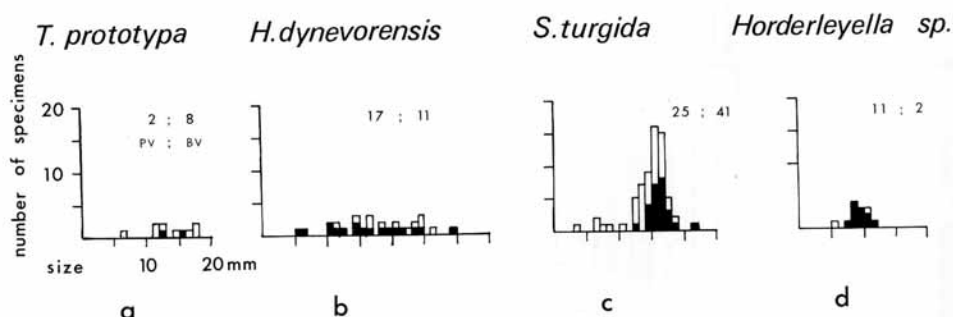 T. prototypa H. dynevorensis S. turgida Horderleyella sp.
number of specimens
20
10
2 ; 8
PV ; BV
17 ; 11
25 ; 41
11 ; 2
size 10 20 mm
a b c d